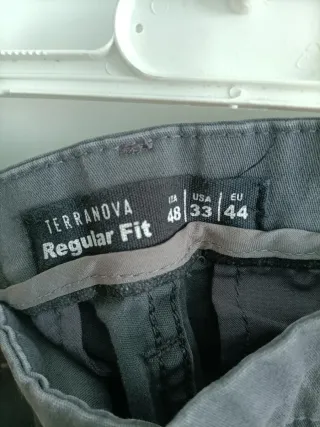 TERRANOVA
Regular Fit
ITA USA EU
48 33 44